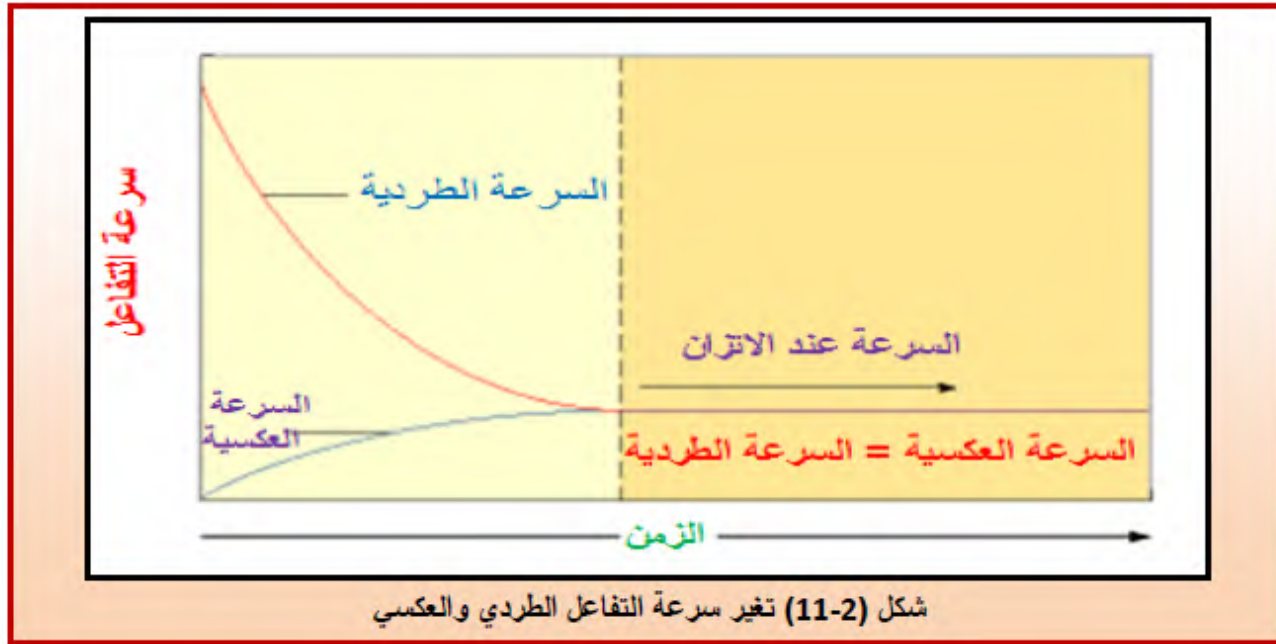 سرعة التفاعل
السرعة الطردية
السرعة عند الاتزان
السرعة
العكسية
السرعة العكسية = السرعة الطردية
الزمن
شكل (2-11) تغير سرعة التفاعل الطردي والعكسي